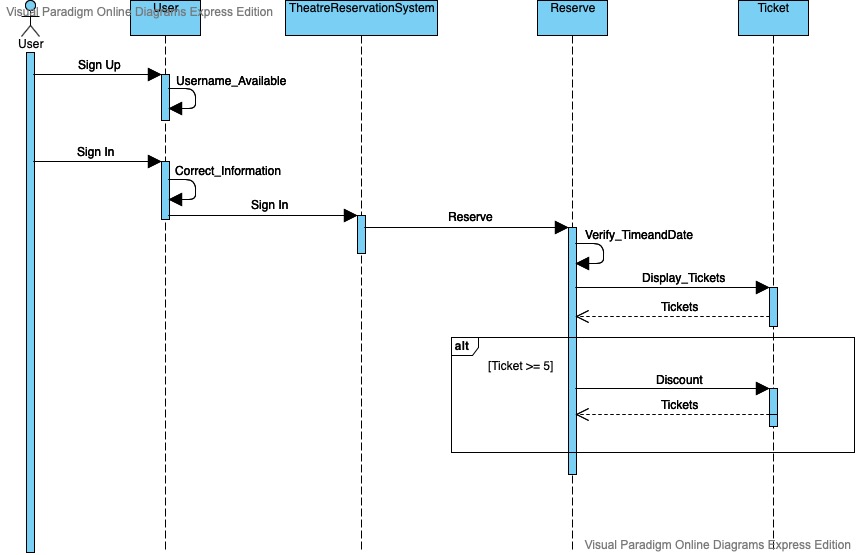 Visual Paradigm Online Diagrams Express Edition
User
TheatreReservationSystem
Reserve
Ticket
User
Sign Up
Username_Available
Sign In
Correct_Information
Sign In
Reserve
Verify_TimeandDate
Display_Tickets
Tickets
alt
[Ticket >= 5]
Discount
Tickets
Visual Paradigm Online Diagrams Express Edition